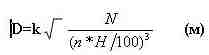 D=k√ N/(n*H/100)³ (м)